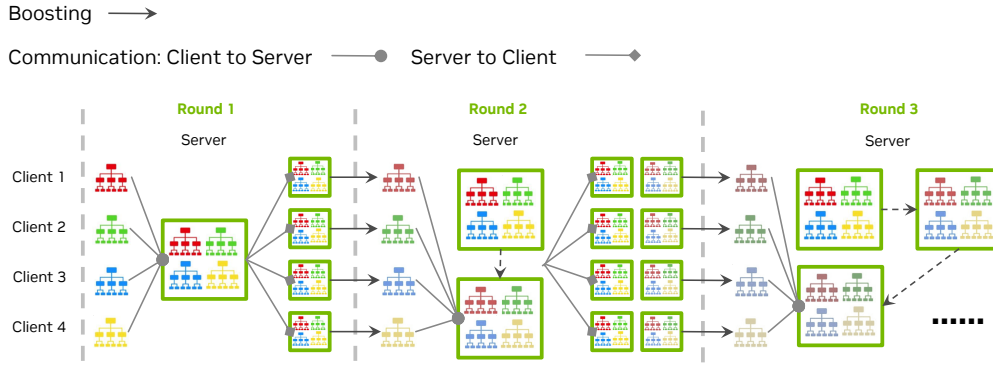 Boosting
Communication: Client to Server Server to Client
Round 1 Round 2 Round 3
Server Server Server
Client 1
Client 2
Client 3
Client 4
......